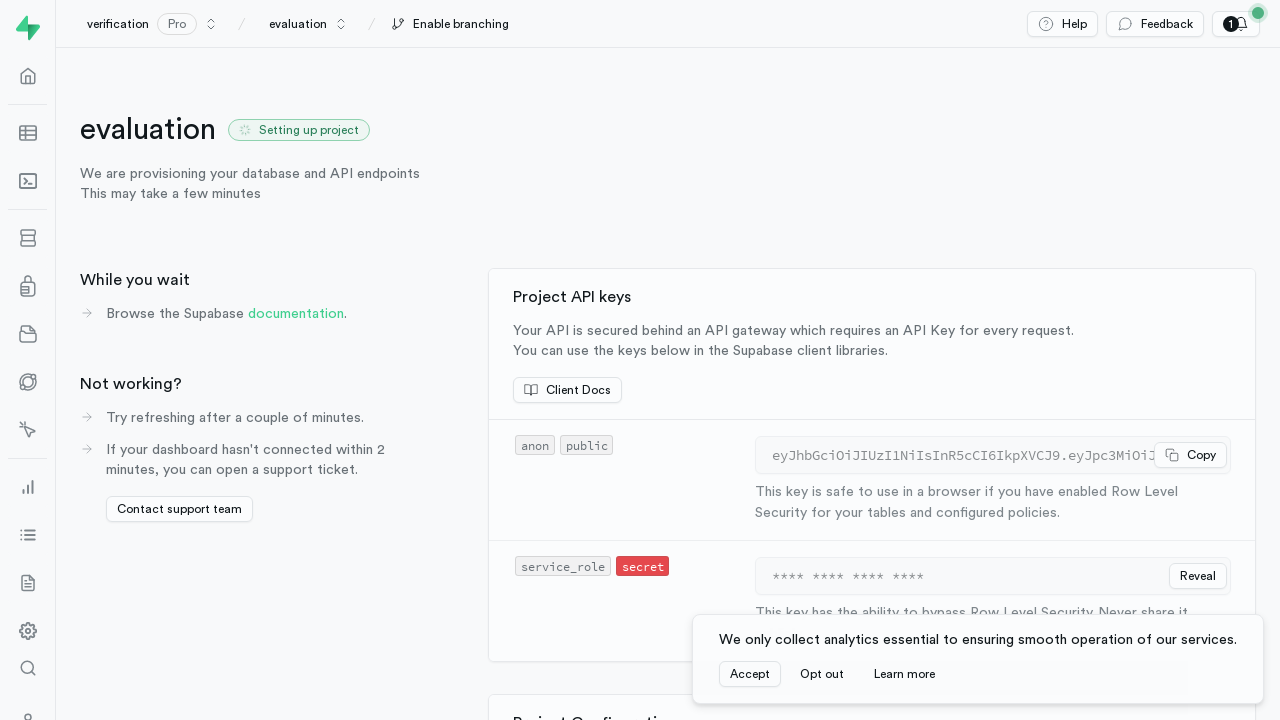 verification Pro / evaluation / Enable branching
Help Feedback 1
evaluation Setting up project
We are provisioning your database and API endpoints
This may take a few minutes
While you wait
Browse the Supabase documentation.
Not working?
Try refreshing after a couple of minutes.
If your dashboard hasn't connected within 2
minutes, you can open a support ticket.
Contact support team
Project API keys
Your API is secured behind an API gateway which requires an API Key for every request.
You can use the keys below in the Supabase client libraries.
Client Docs
anon public
eyJhbGciOiJIUzI1NiIsInR5cCI6IkpXVCJ9.eyJpc3MiOiJ Copy
This key is safe to use in a browser if you have enabled Row Level
Security for your tables and configured policies.
service_role secret
**** **** **** **** Reveal
This key has the ability to bypass Row Level Security. Never share it
We only collect analytics essential to ensuring smooth operation of our services.
Accept Opt out Learn more